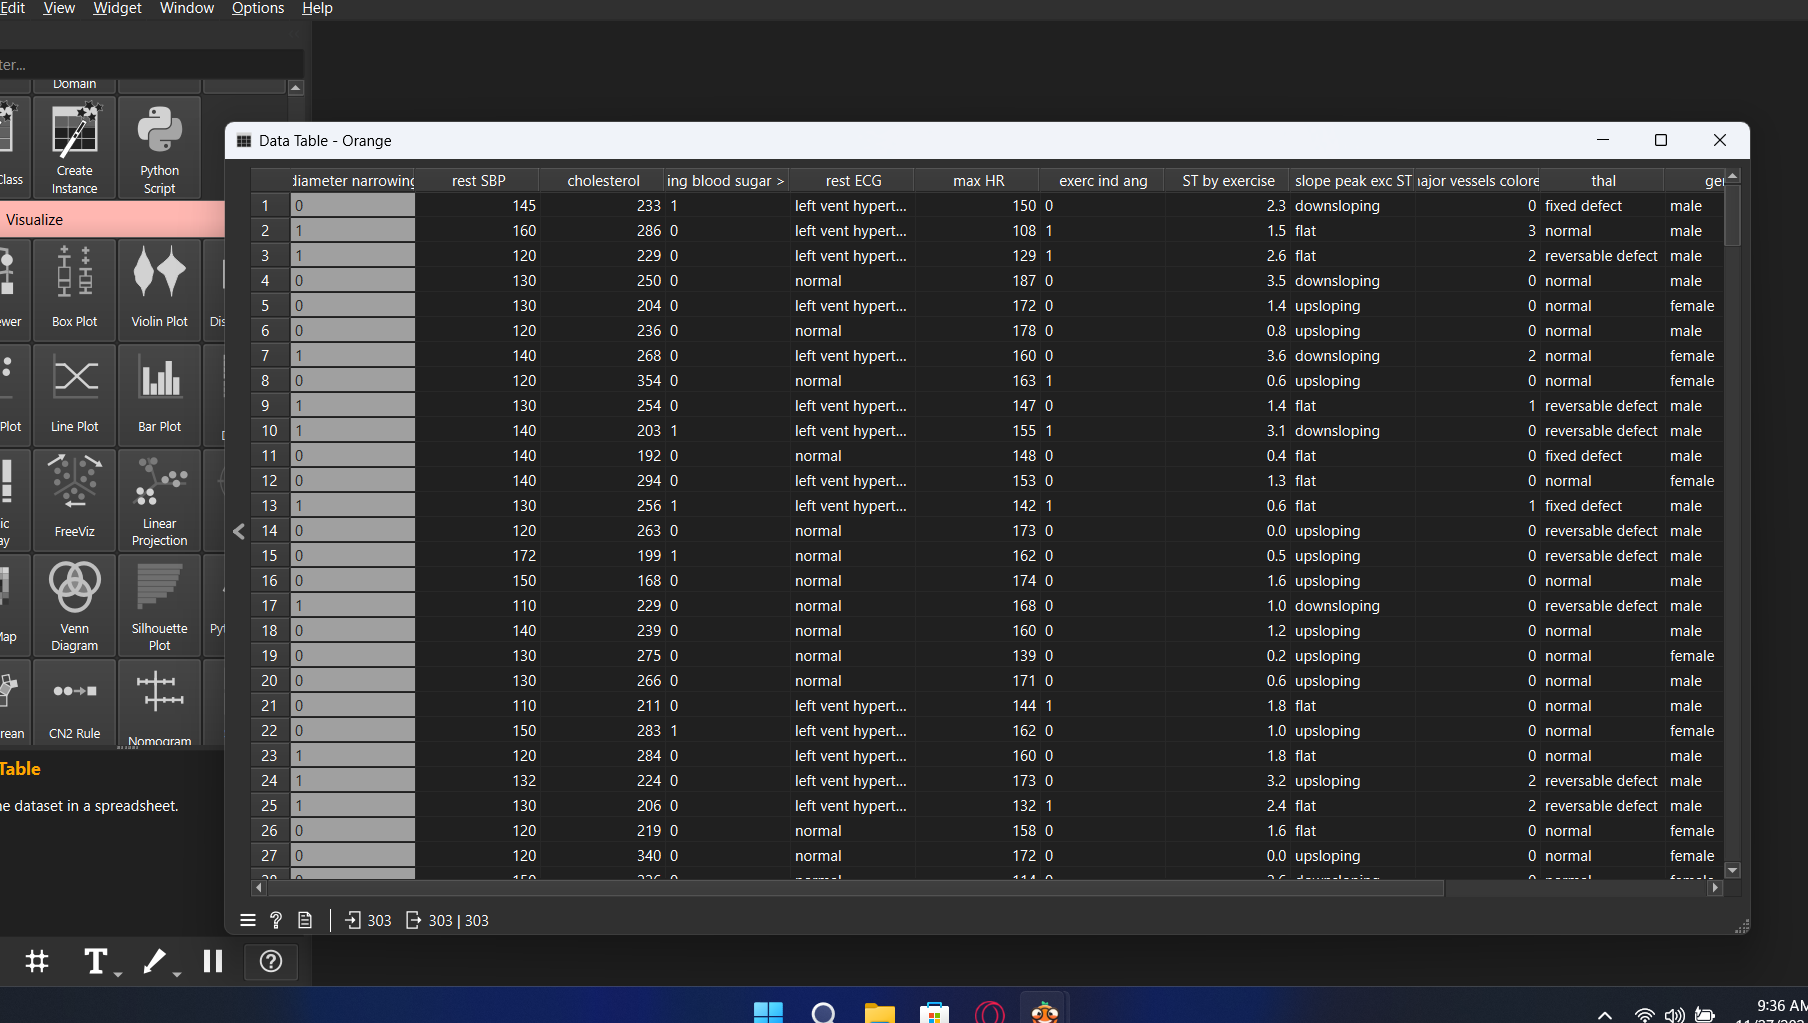 Edit View Widget Window Options Help
Domain
Create Instance
Python Script
Visualize
Box Plot
Violin Plot
Line Plot
Bar Plot
FreeViz
Linear Projection
Venn Diagram
Silhouette Plot
CN2 Rule
Nomogram
Table
dataset in a spreadsheet.
Data Table - Orange
diameter narrowing rest SBP cholesterol ing blood sugar > rest ECG max HR exerc ind ang ST by exercise slope peak exc ST vessels thal
1 0 145 233 1 left vent hypert... 150 0 2.3 downsloping 0 fixed defect male
2 1 160 286 0 left vent hypert... 108 1 1.5 flat 3 normal male
3 1 120 229 0 left vent hypert... 129 1 2.6 flat 2 reversable defect male
4 0 130 250 0 normal 187 0 3.5 downsloping 0 normal male
5 0 130 204 0 left vent hypert... 172 0 1.4 upsloping 0 normal female
6 0 120 236 0 normal 178 0 0.8 upsloping 0 normal male
7 1 140 268 0 left vent hypert... 160 0 3.6 downsloping 2 normal female
8 0 120 354 0 normal 163 1 0.6 upsloping 0 normal female
9 1 130 254 0 left vent hypert... 147 0 1.4 flat 1 reversable defect male
10 1 140 203 1 left vent hypert... 155 1 3.1 downsloping 0 reversable defect male
11 0 140 192 0 normal 148 0 0.4 flat 0 fixed defect male
12 0 140 294 0 left vent hypert... 153 0 1.3 flat 0 normal female
13 1 130 256 1 left vent hypert... 142 1 0.6 flat 1 fixed defect male
14 0 120 263 0 normal 173 0 0.0 upsloping 0 reversable defect male
15 0 172 199 1 normal 162 0 0.5 upsloping 0 reversable defect male
16 0 150 168 0 normal 174 0 1.6 upsloping 0 normal male
17 1 110 229 0 normal 168 0 1.0 downsloping 0 reversable defect male
18 0 140 239 0 normal 160 0 1.2 upsloping 0 normal male
19 0 130 275 0 normal 139 0 0.2 upsloping 0 normal female
20 0 130 266 0 normal 171 0 0.6 upsloping 0 normal male
21 0 110 211 0 left vent hypert... 144 1 1.8 flat 0 normal male
22 0 150 283 1 left vent hypert... 162 0 1.0 upsloping 0 normal female
23 1 120 284 0 left vent hypert... 160 0 1.8 flat 0 normal male
24 1 132 224 0 left vent hypert... 173 0 3.2 upsloping 2 reversable defect male
25 1 130 206 0 left vent hypert... 132 1 2.4 flat 2 reversable defect male
26 0 120 219 0 normal 158 0 1.6 flat 0 normal female
27 0 120 340 0 normal 172 0 0.0 upsloping 0 normal female
303 303 | 303
9:36 AM